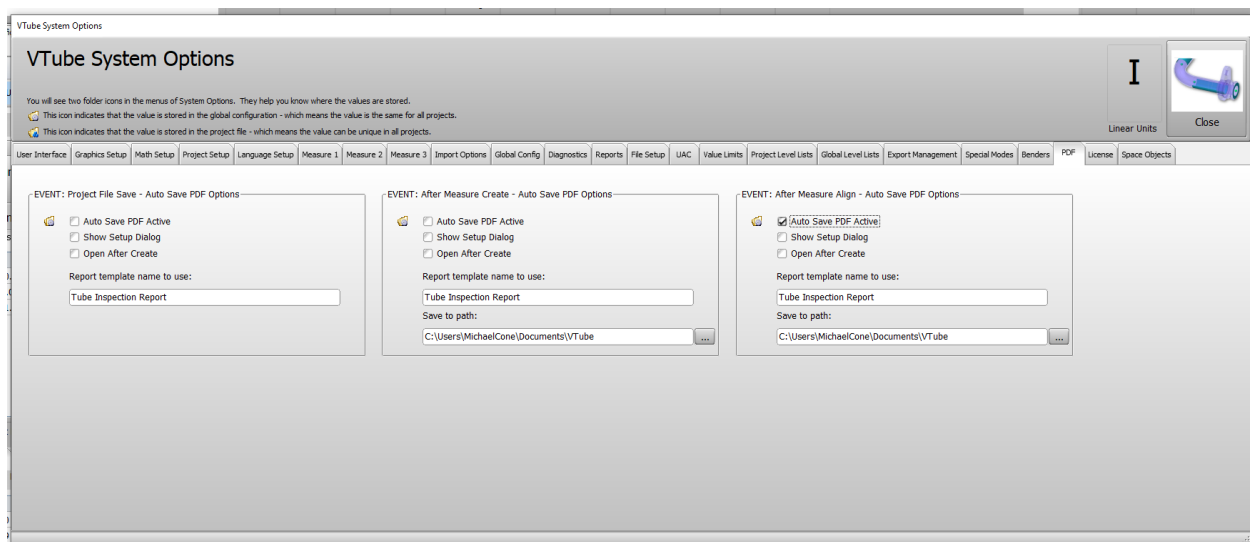 VTube System Options
VTube System Options
You will see two folder icons in the menus of System Options. They help you know where the values are stored.
This icon indicates that the value is stored in the global configuration - which means the value is the same for all projects.
This icon indicates that the value is stored in the project file - which means the value can be unique in all projects.
I
Linear Units
Close
User Interface Graphics Setup Math Setup Project Setup Language Setup Measure 1 Measure 2 Measure 3 Import Options Global Config Diagnostics Reports File Setup UAC Value Limits Project Level Lists Global Level Lists Export Management Special Modes Benders PDF License Space Objects
EVENT: Project File Save - Auto Save PDF Options
Auto Save PDF Active
Show Setup Dialog
Open After Create
Report template name to use:
Tube Inspection Report
EVENT: After Measure Create - Auto Save PDF Options
Auto Save PDF Active
Show Setup Dialog
Open After Create
Report template name to use:
Tube Inspection Report
Save to path:
C:\Users\MichaelCone\Documents\VTube
...
EVENT: After Measure Align - Auto Save PDF Options
Auto Save PDF Active
Show Setup Dialog
Open After Create
Report template name to use:
Tube Inspection Report
Save to path:
C:\Users\MichaelCone\Documents\VTube
...